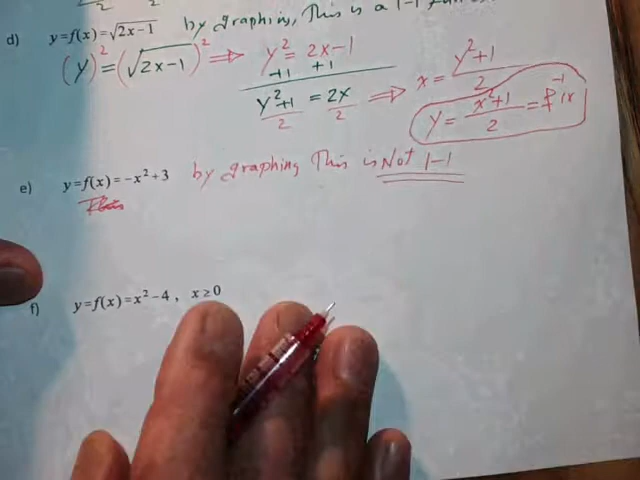 by graphing, This is a 1-1
d) y=f(x)=√2x-1
(y)²=(√2x-1)² ⇒ y²=2x-1
+1 +1
y²+1/2 = 2x/2 ⇒ x = y²+1/2
y = x²+1/2 = f⁻¹(x)
e) y=f(x)=-x²+3 by graphing This is Not 1-1
f) y=f(x)=x²-4, x≥0